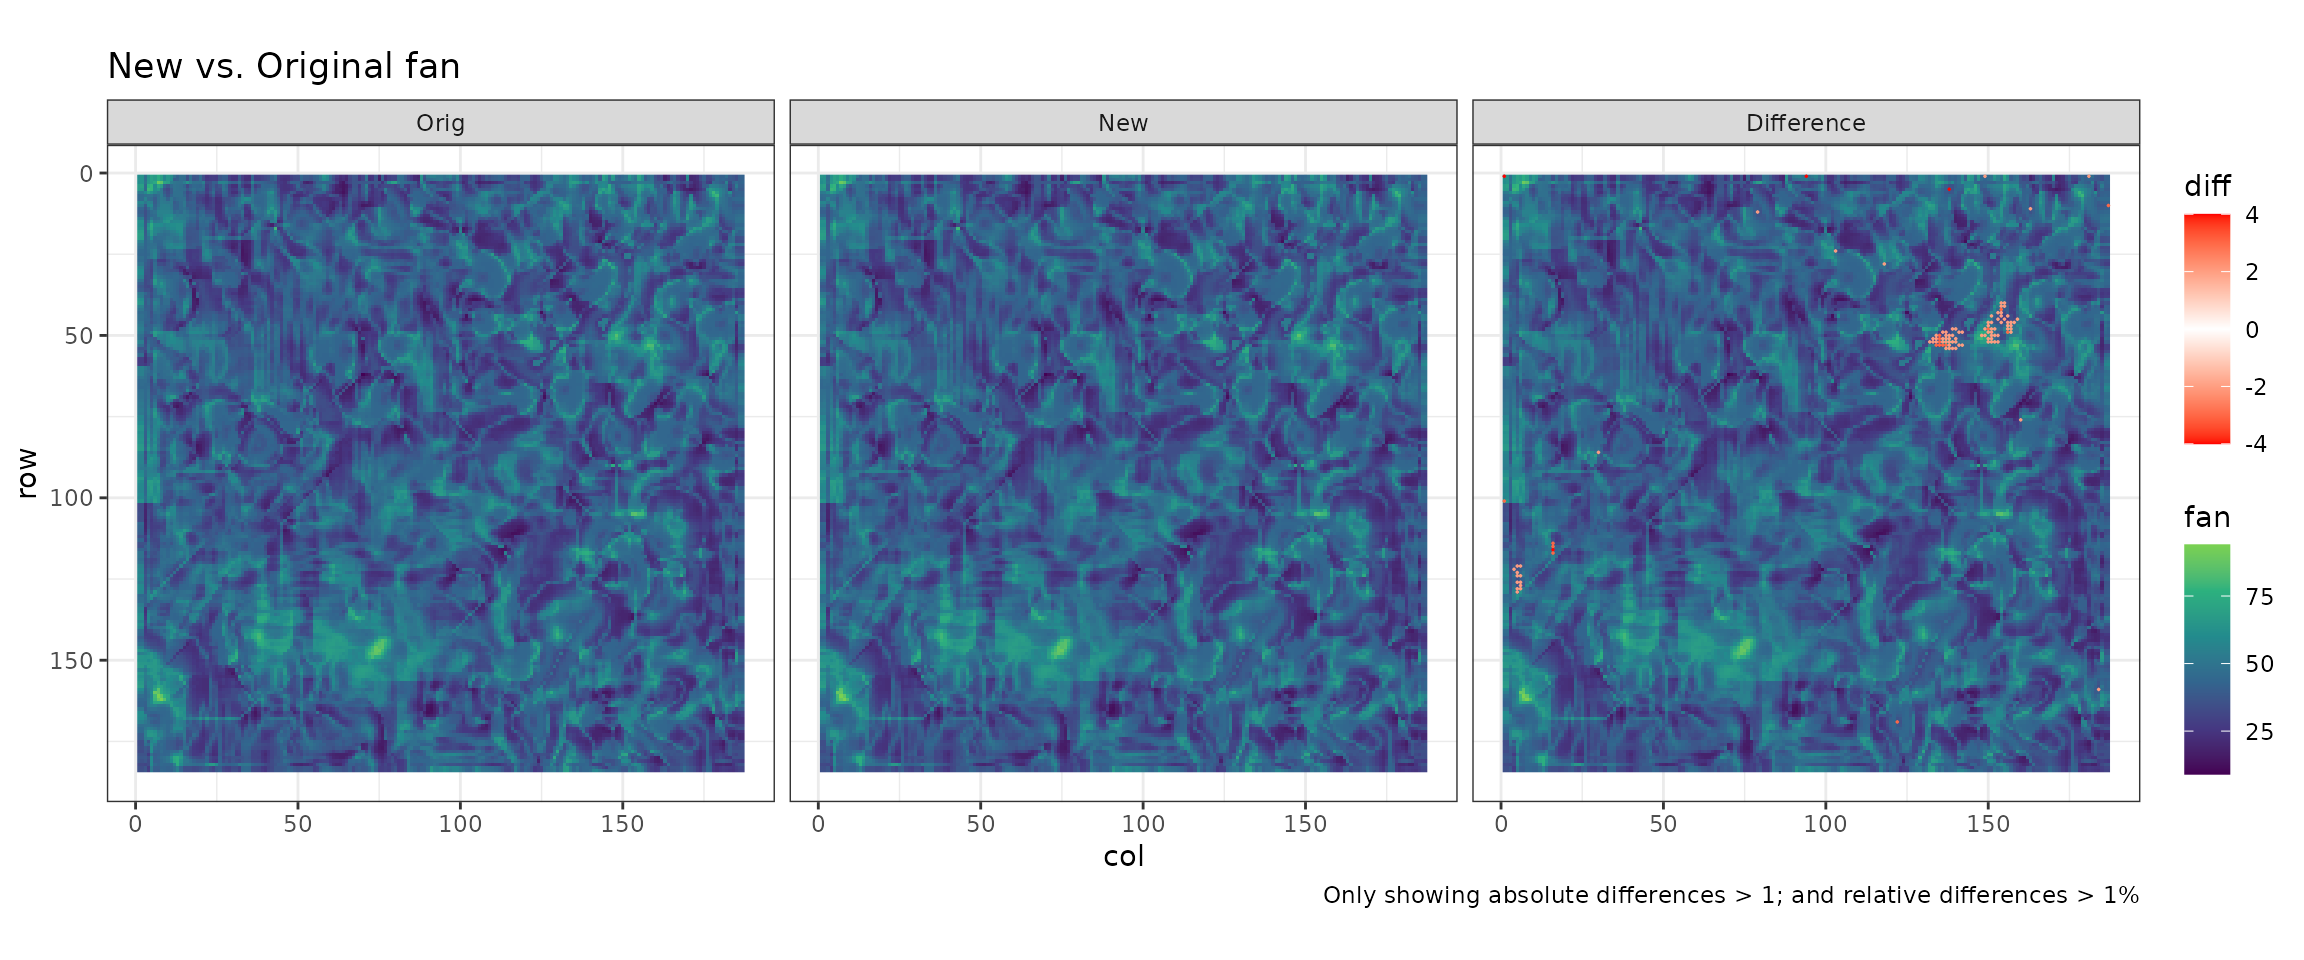 New vs. Original fan
Orig
New
Difference
row
0
50
100
150
0
50
100
150
0
50
100
150
0
50
100
150
col
diff
4
2
0
-2
-4
fan
75
50
25
Only showing absolute differences > 1; and relative differences > 1%